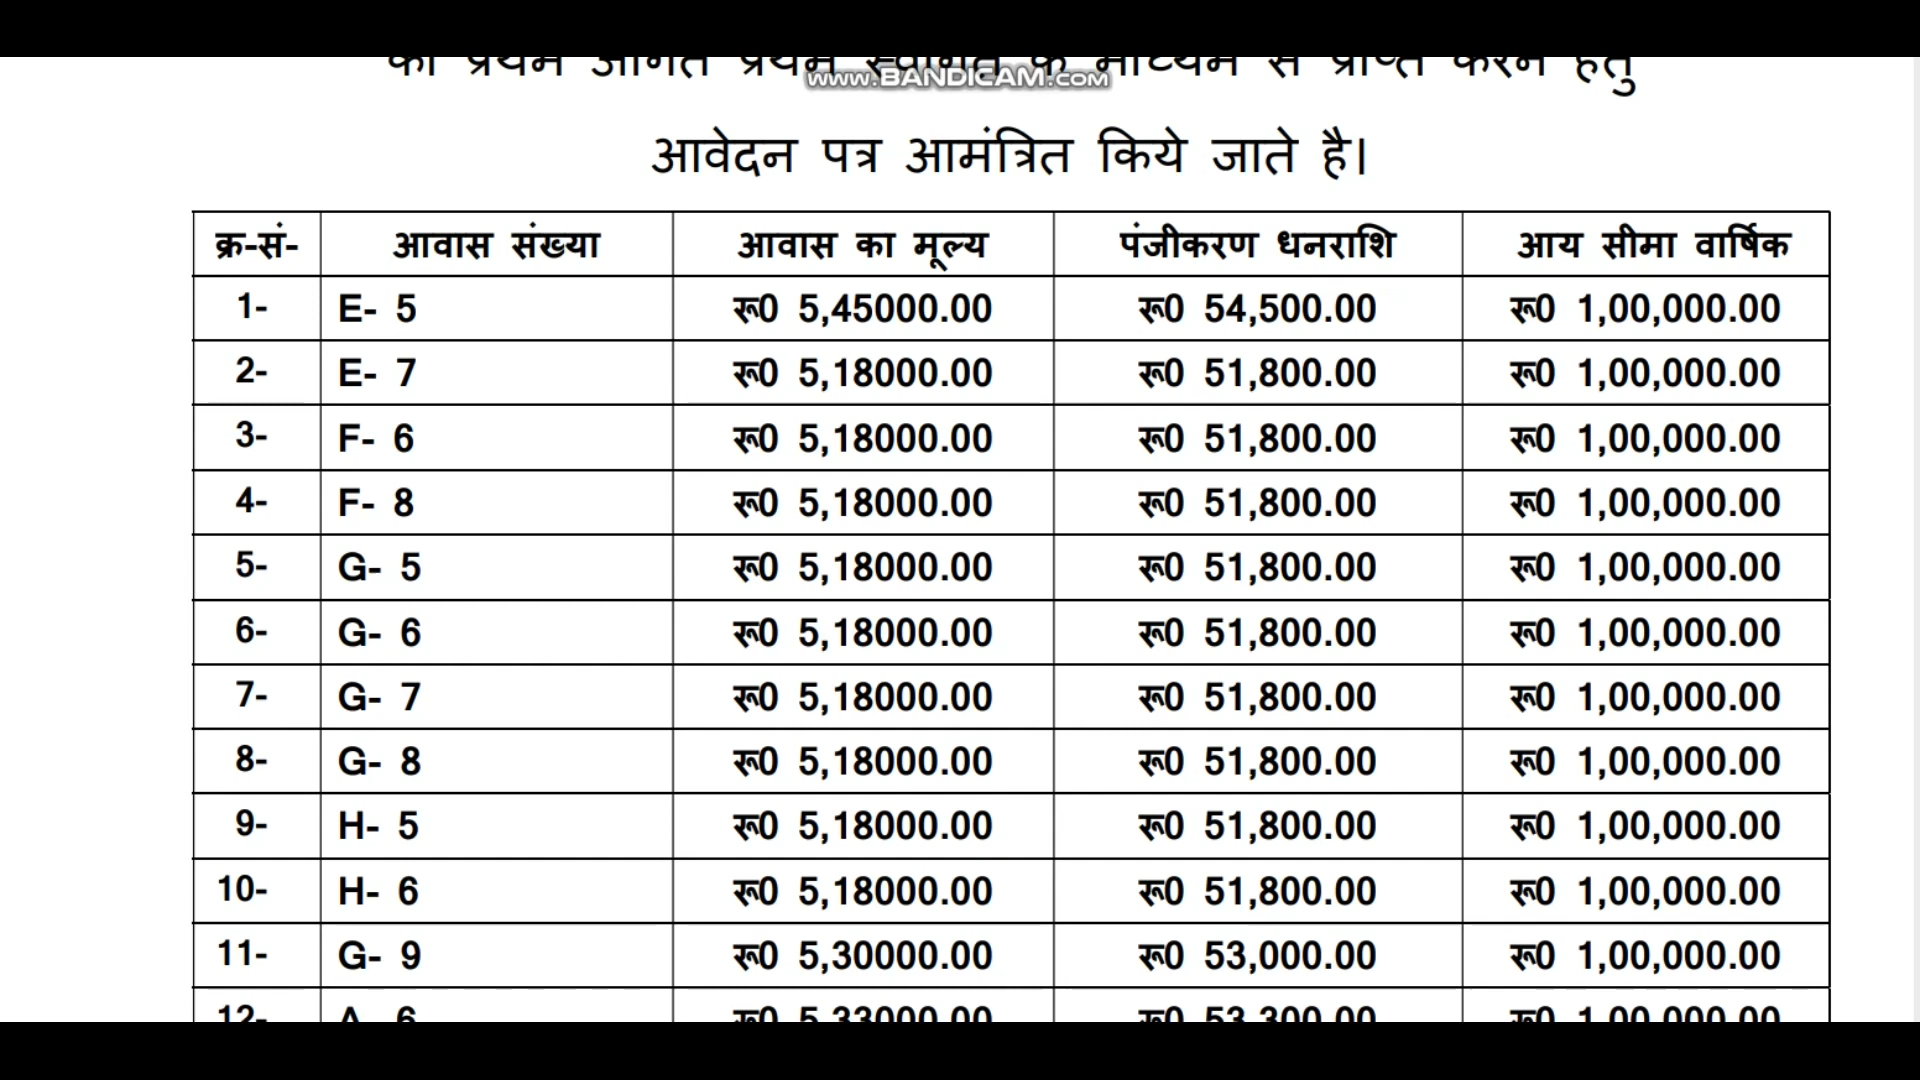 को प्रथम आगत प्रथम स्वागत के माध्यम से प्राप्त करने हेतु
www.BANDICAM.com
आवेदन पत्र आमंत्रित किये जाते है।
क्र-सं- आवास संख्या आवास का मूल्य पंजीकरण धनराशि आय सीमा वार्षिक
1- E- 5 रू0 5,45000.00 रू0 54,500.00 रू0 1,00,000.00
2- E- 7 रू0 5,18000.00 रू0 51,800.00 रू0 1,00,000.00
3- F- 6 रू0 5,18000.00 रू0 51,800.00 रू0 1,00,000.00
4- F- 8 रू0 5,18000.00 रू0 51,800.00 रू0 1,00,000.00
5- G- 5 रू0 5,18000.00 रू0 51,800.00 रू0 1,00,000.00
6- G- 6 रू0 5,18000.00 रू0 51,800.00 रू0 1,00,000.00
7- G- 7 रू0 5,18000.00 रू0 51,800.00 रू0 1,00,000.00
8- G- 8 रू0 5,18000.00 रू0 51,800.00 रू0 1,00,000.00
9- H- 5 रू0 5,18000.00 रू0 51,800.00 रू0 1,00,000.00
10- H- 6 रू0 5,18000.00 रू0 51,800.00 रू0 1,00,000.00
11- G- 9 रू0 5,30000.00 रू0 53,000.00 रू0 1,00,000.00
12- A- 6 रू0 5,33000.00 रू0 53,300.00 रू0 1,00,000.00